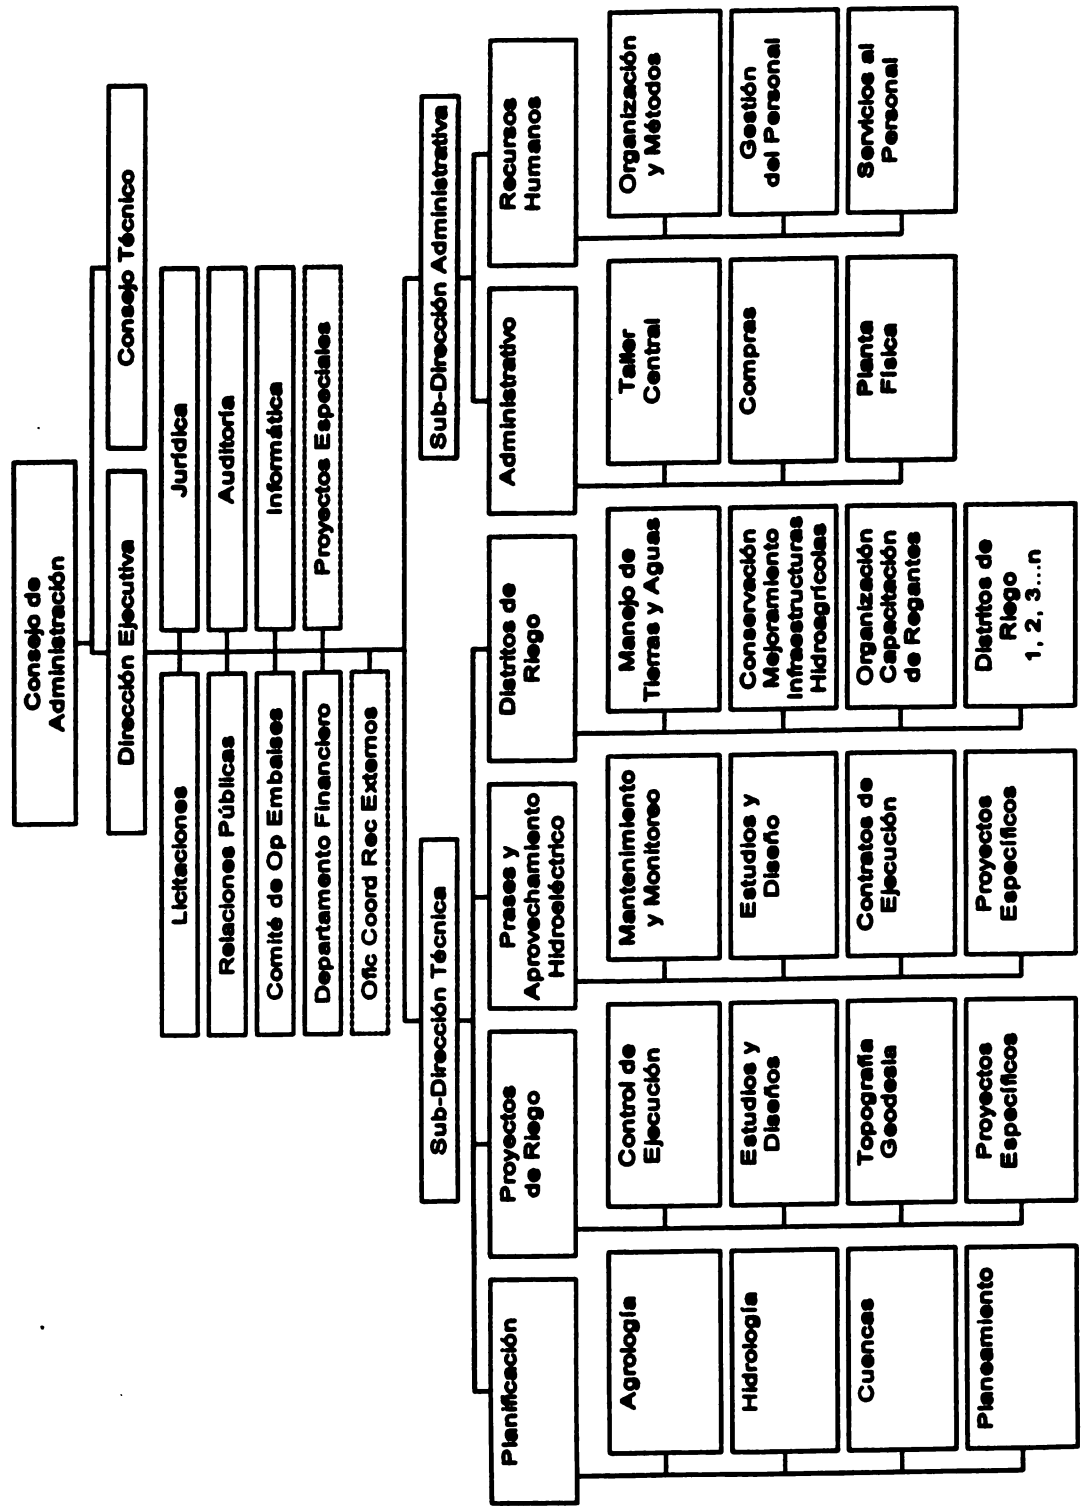 Consejo de
Administración
Dirección Ejecutiva
Consejo Técnico
Licitaciones
Jurídica
Relaciones Públicas
Auditoría
Comité de Op Embalses
Informática
Departamento Financiero
Proyectos Especiales
Ofic Coord Rec Externos
Sub-Dirección Técnica
Sub-Dirección Administrativa
Planificación
Agrología
Hidrología
Cuencas
Planeamiento
Proyectos
de Riego
Control de
Ejecución
Estudios y
Diseños
Topografía
Geodesia
Proyectos
Específicos
Prases y
Aprovechamiento
Hidroeléctrico
Mantenimiento
y Monitoreo
Estudios y
Diseño
Contratos de
Ejecución
Proyectos
Específicos
Distritos de
Riego
Manejo de
Tierras y Aguas
Conservación
Mejoramiento
Infraestructuras
Hidroagrícolas
Organización
Capacitación
de Regantes
Distritos de
Riego
1, 2, 3...n
Administrativo
Taller
Central
Compras
Planta
Física
Recursos
Humanos
Organización
y Métodos
Gestión
del Personal
Servicios al
Personal